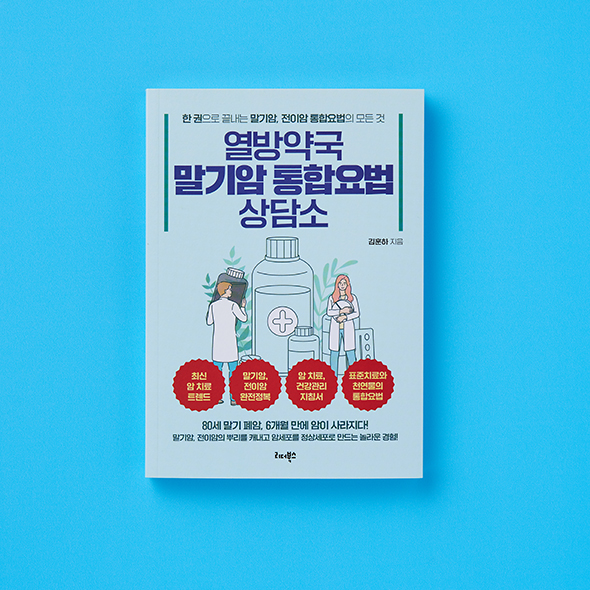 한 권으로 끝내는 말기암, 전이암 통합요법의 모든 것
열방약국
말기암 통합요법
상담소
김훈하 지음
최신
암 치료
트렌드
말기암,
전이암
완전정복
암 치료,
건강관리
지침서
표준치료와
천연물의
통합요법
80세 말기 폐암, 6개월 만에 암이 사라지다!
말기암, 전이암의 뿌리를 캐내고 암세포를 정상세포로 만드는 놀라운 경험!
리더북스